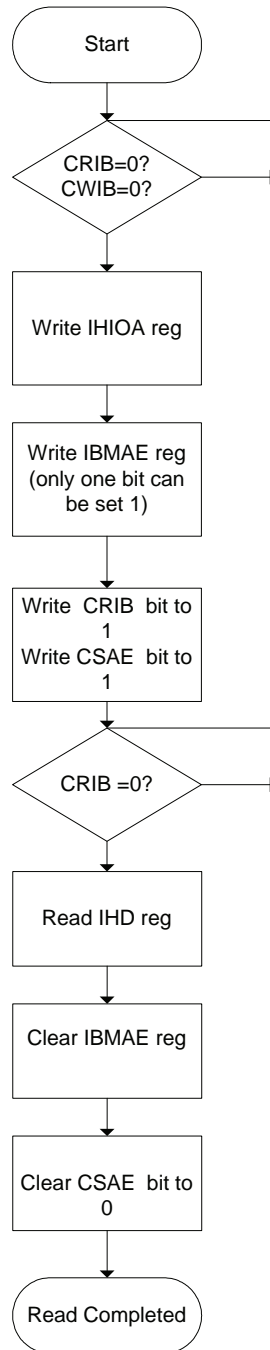 Start
CRIB=0?
CWIB=0?
Write IHIOA reg
Write IBMAE reg
(only one bit can
be set 1)
Write CRIB bit to
1
Write CSAE bit to
1
CRIB =0?
Read IHD reg
Clear IBMAE reg
Clear CSAE bit to
0
Read Completed